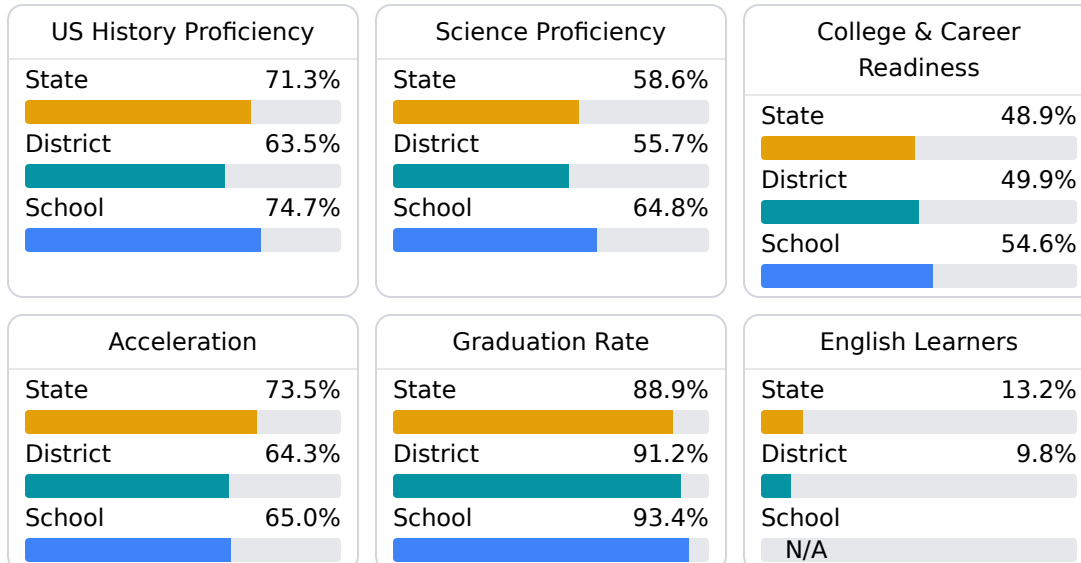 US History Proficiency
State 71.3%
District 63.5%
School 74.7%
Science Proficiency
State 58.6%
District 55.7%
School 64.8%
College & Career
Readiness
State 48.9%
District 49.9%
School 54.6%
Acceleration
State 73.5%
District 64.3%
School 65.0%
Graduation Rate
State 88.9%
District 91.2%
School 93.4%
English Learners
State 13.2%
District 9.8%
School
N/A